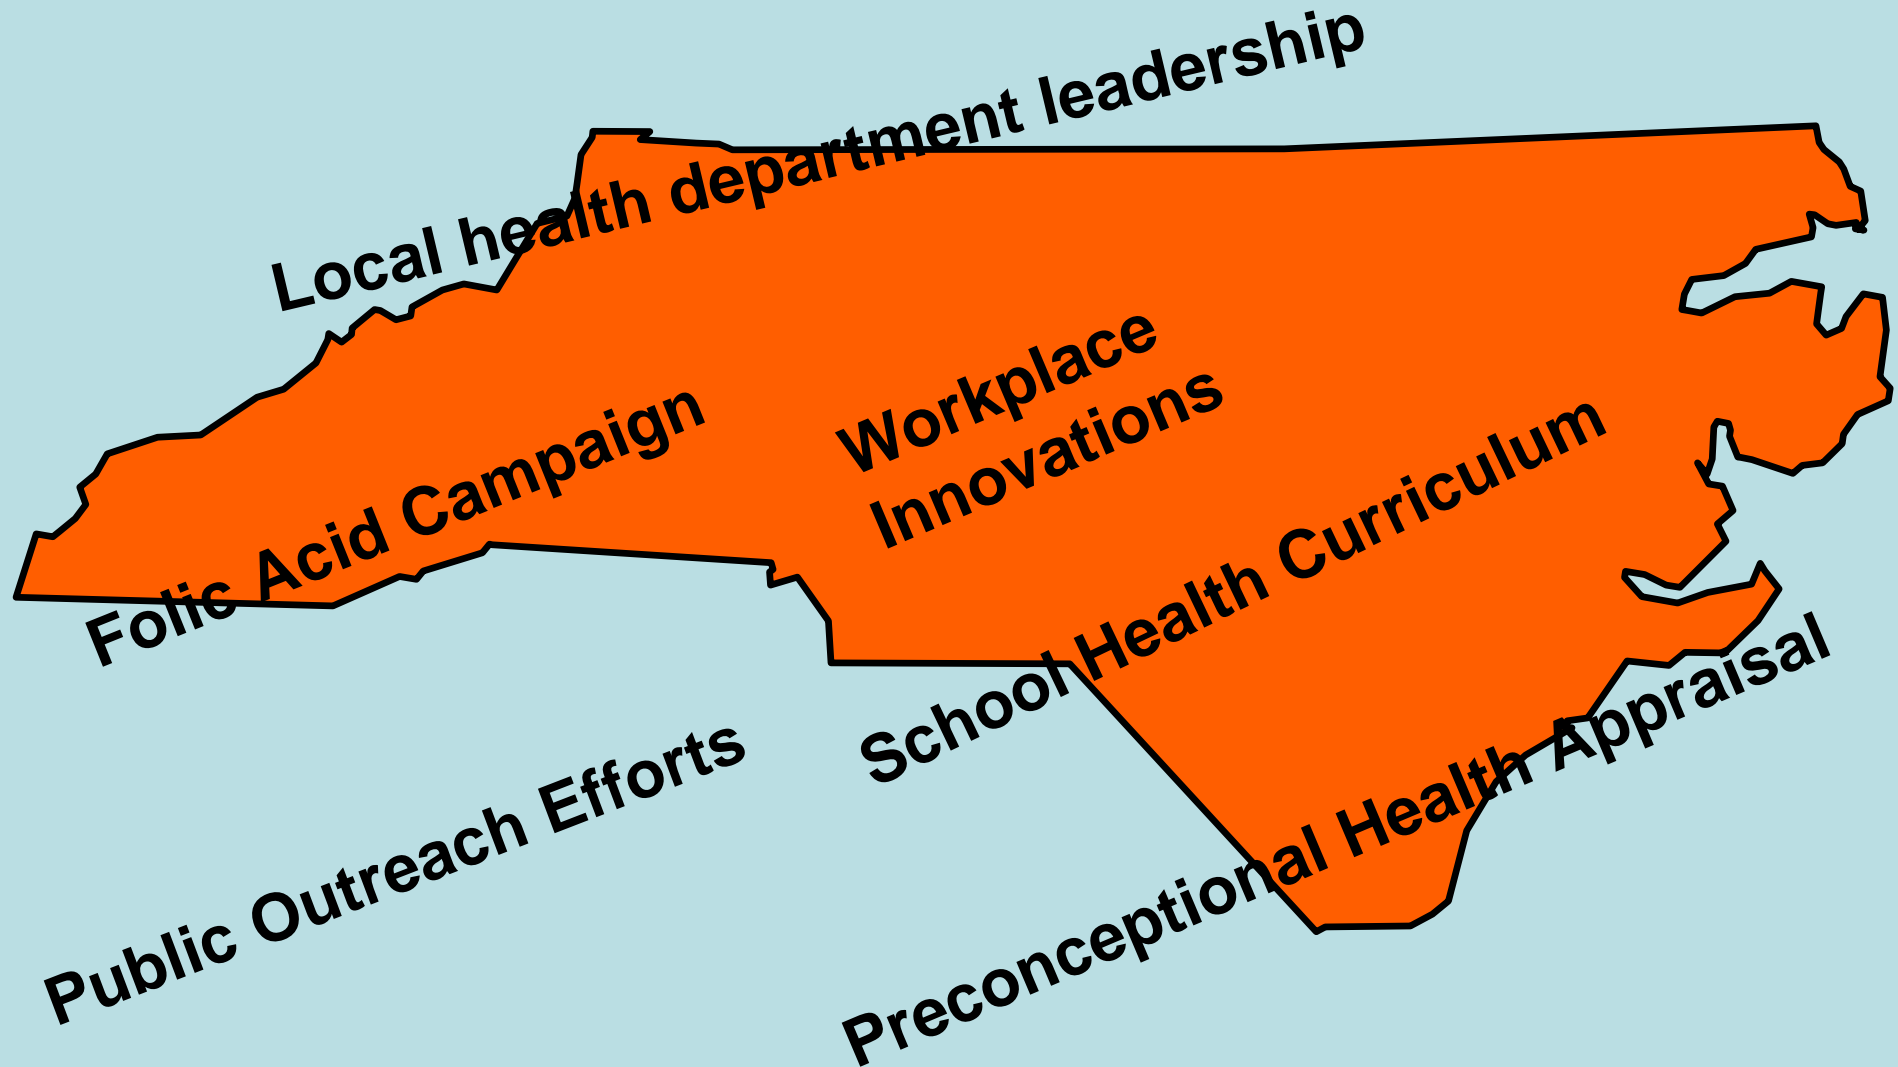 Local health department leadership
Workplace
Innovations
Folic Acid Campaign
School Health Curriculum
Public Outreach Efforts
Preconceptional Health Appraisal